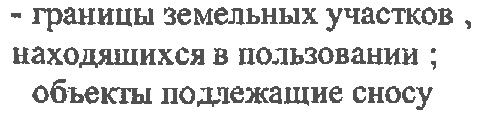 - границы земельных участков ,
находящихся в пользовании ;
объекты подлежащие сносу